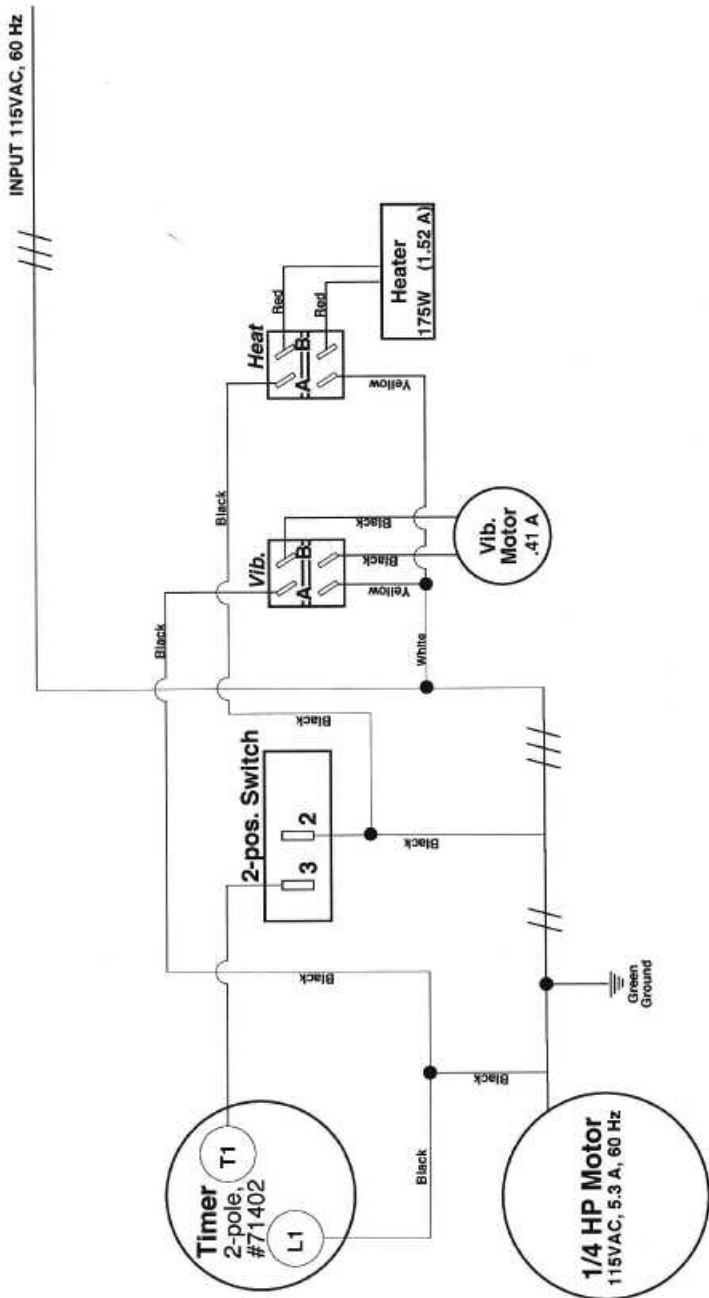 INPUT 115VAC, 60 Hz
Heater
175W (1.52 A)
Red
Red
Heat
A B
Yellow
Black
Vib.
A B
Black
Black
Yellow
Vib.
Motor
.41 A
Black
White
Black
2-pos. Switch
3 2
Black
Black
Green
Ground
Timer
2-pole,
#71402
T1
L1
Black
Black
1/4 HP Motor
115VAC, 5.3 A, 60 Hz